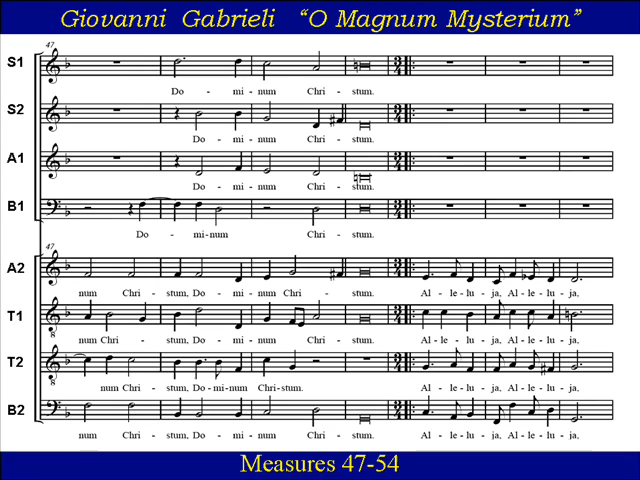 Giovanni Gabrieli "O Magnum Mysterium"
47
S1
Do - mi - num Chri - stum.
S2
Do - mi - num Chri - stum.
A1
Do - mi - num Chri - stum.
B1
Do - mi-num Chri - stum.
47
A2
num Chri - stum, Do - mi - num Chri - stum. Al - le - lu - ja, Al - le - lu - ja,
T1
num Chri - stum, Do - mi - num Chri - stum. Al - le - lu - ja, Al - le - lu - ja,
T2
num Chri - stum, Do - mi-num Chri - stum. Al - le - lu - ja, Al - le - lu - ja,
B2
num Chri - stum, Do - mi - num Chri - stum. Al - le - lu - ja, Al - le - lu - ja,
Measures 47-54